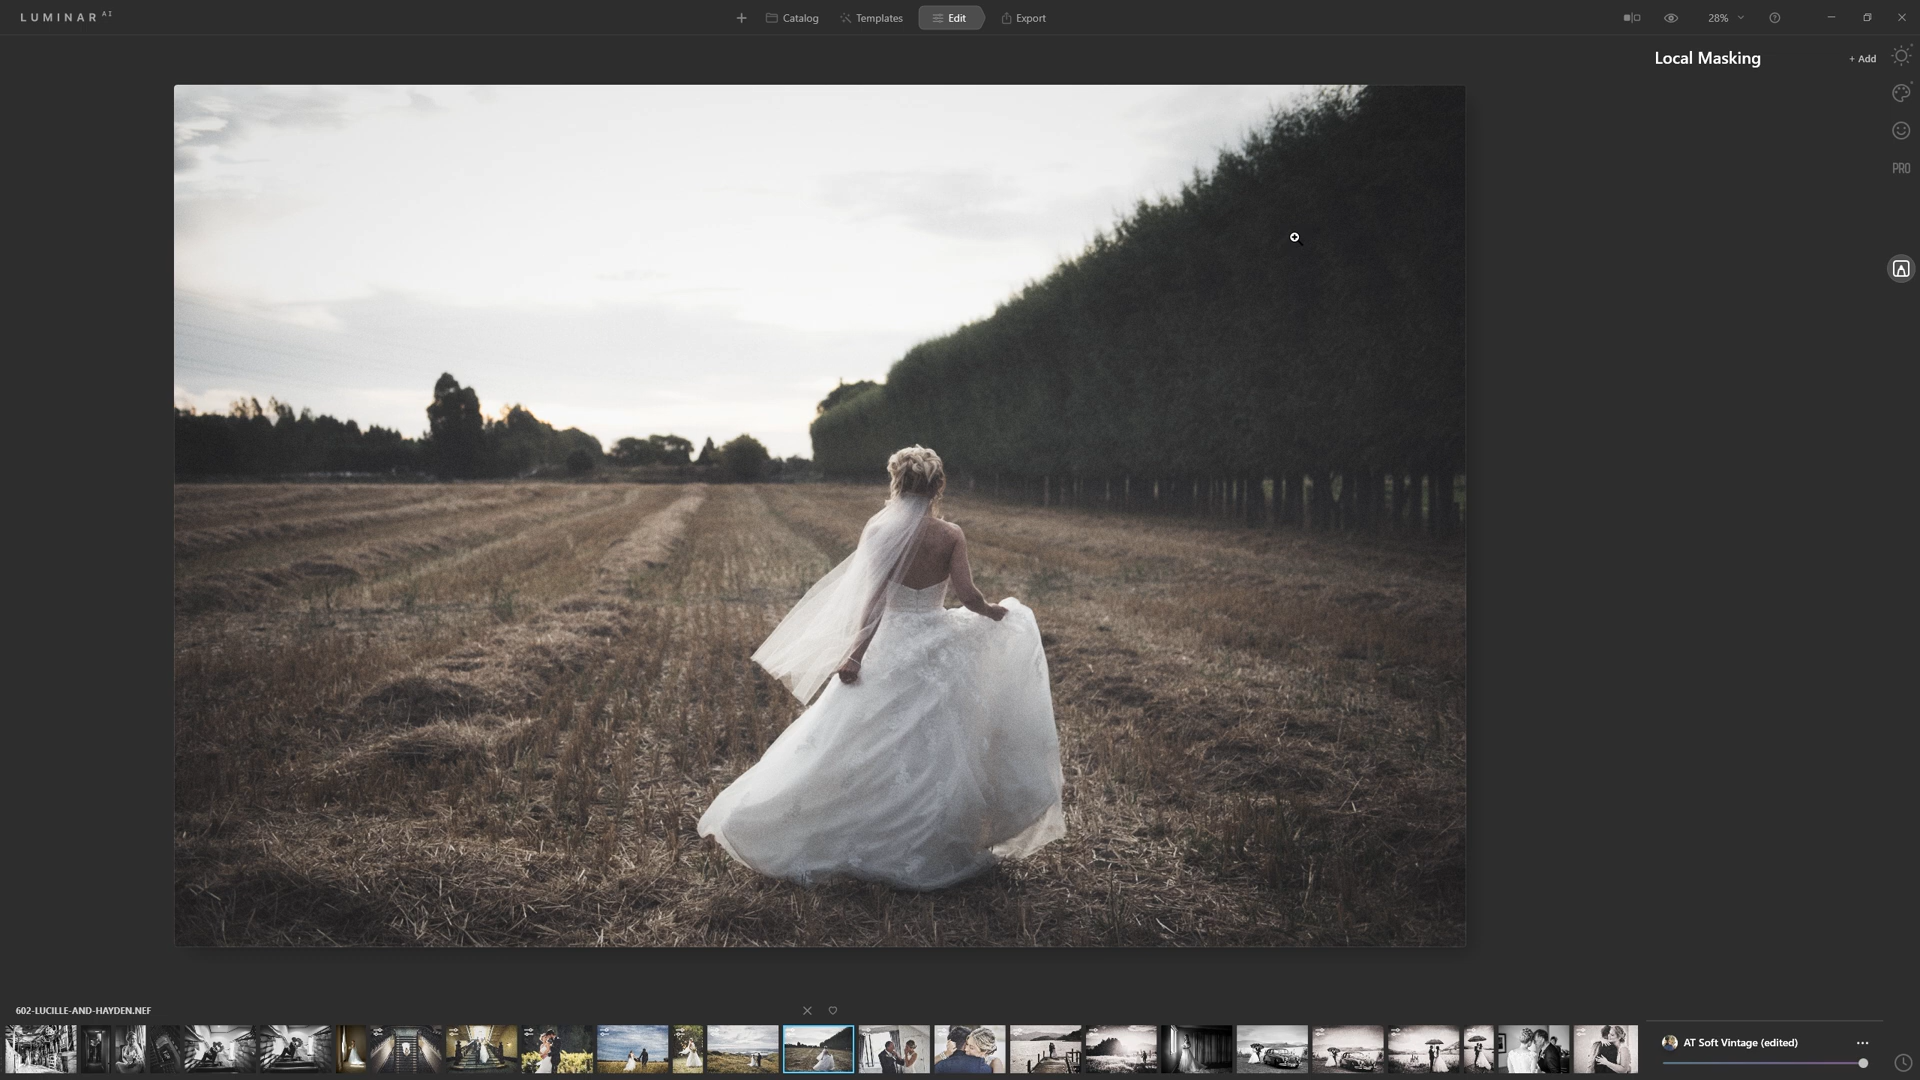 LUMINAR AI
Catalog
Templates
Edit
Export
28%
Local Masking
+ Add
PRO
602-LUCILLE-AND-HAYDEN.NEF
AT Soft Vintage (edited)